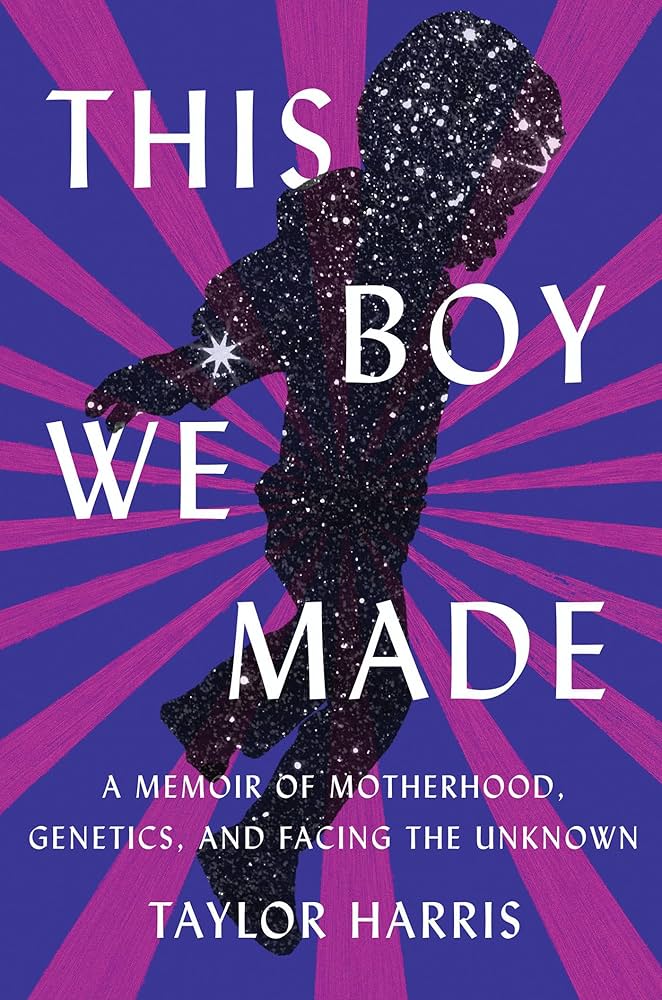 THIS
BOY
WE
MADE
A MEMOIR OF MOTHERHOOD,
GENETICS, AND FACING THE UNKNOWN
TAYLOR HARRIS